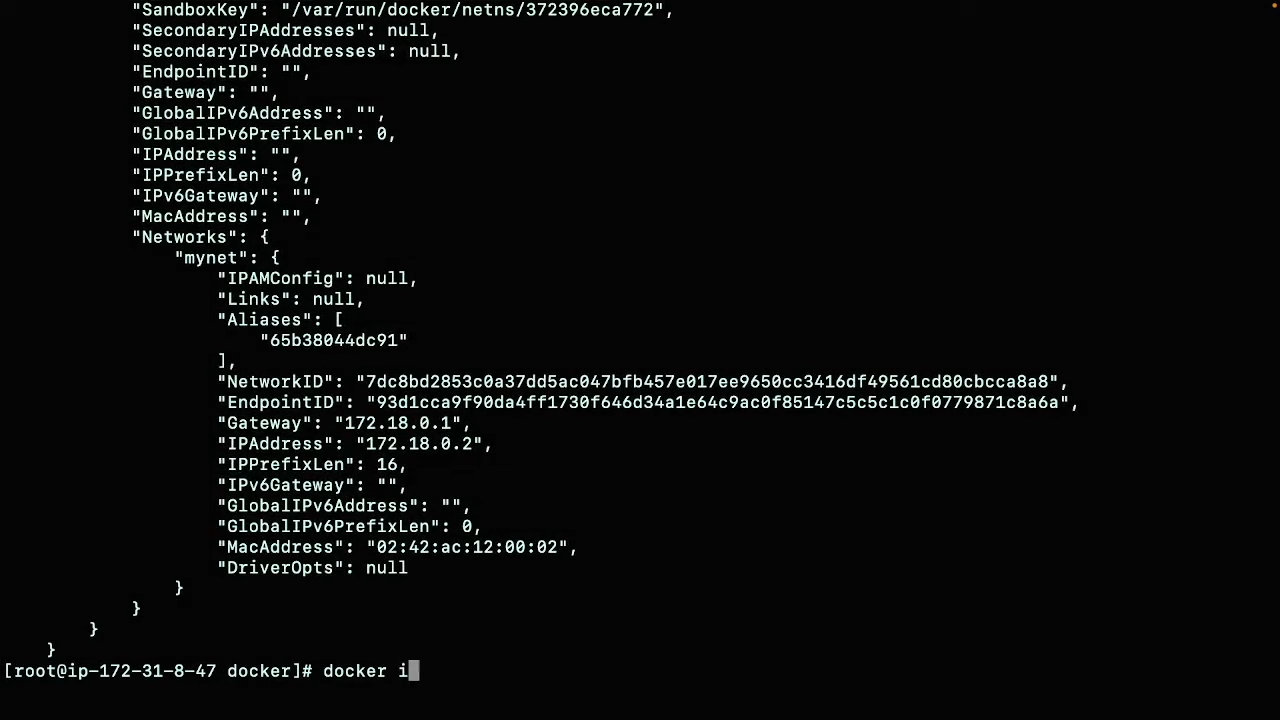 "SandboxKey": "/var/run/docker/netns/372396eca772",
"SecondaryIPAddresses": null,
"SecondaryIPv6Addresses": null,
"EndpointID": "",
"Gateway": "",
"GlobalIPv6Address": "",
"GlobalIPv6PrefixLen": 0,
"IPAddress": "",
"IPPrefixLen": 0,
"IPv6Gateway": "",
"MacAddress": "",
"Networks": {
"mynet": {
"IPAMConfig": null,
"Links": null,
"Aliases": [
"65b38044dc91"
],
"NetworkID": "7dc8bd2853c0a37dd5ac047bfb457e017ee9650cc3416df49561cd80cbcca8a8",
"EndpointID": "93d1cca9f90da4ff1730f646d34a1e64c9ac0f85147c5c5c1c0f0779871c8a6a",
"Gateway": "172.18.0.1",
"IPAddress": "172.18.0.2",
"IPPrefixLen": 16,
"IPv6Gateway": "",
"GlobalIPv6Address": "",
"GlobalIPv6PrefixLen": 0,
"MacAddress": "02:42:ac:12:00:02",
"DriverOpts": null
}
}
}
}
[root@ip-172-31-8-47 docker]# docker i